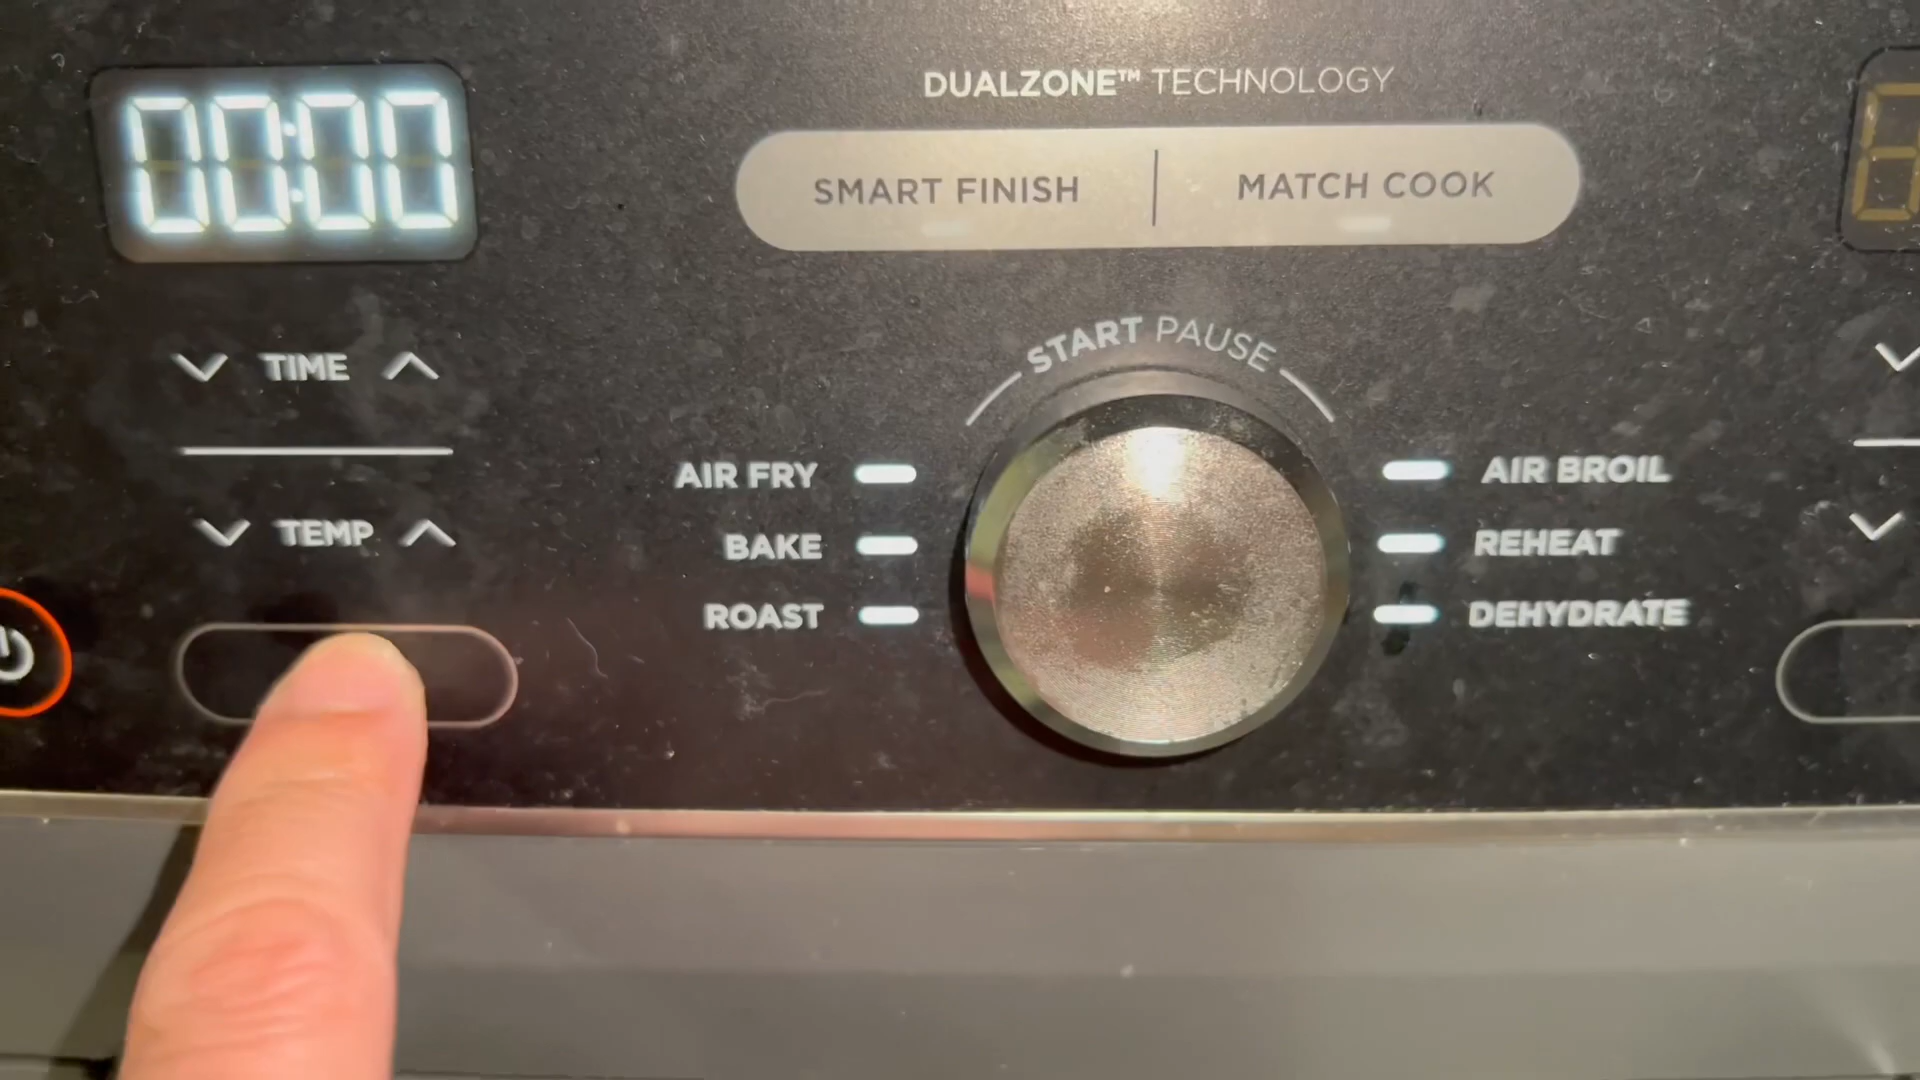 00:00
DUALZONE™ TECHNOLOGY
SMART FINISH | MATCH COOK
START PAUSE
TIME
TEMP
AIR FRY
BAKE
ROAST
AIR BROIL
REHEAT
DEHYDRATE